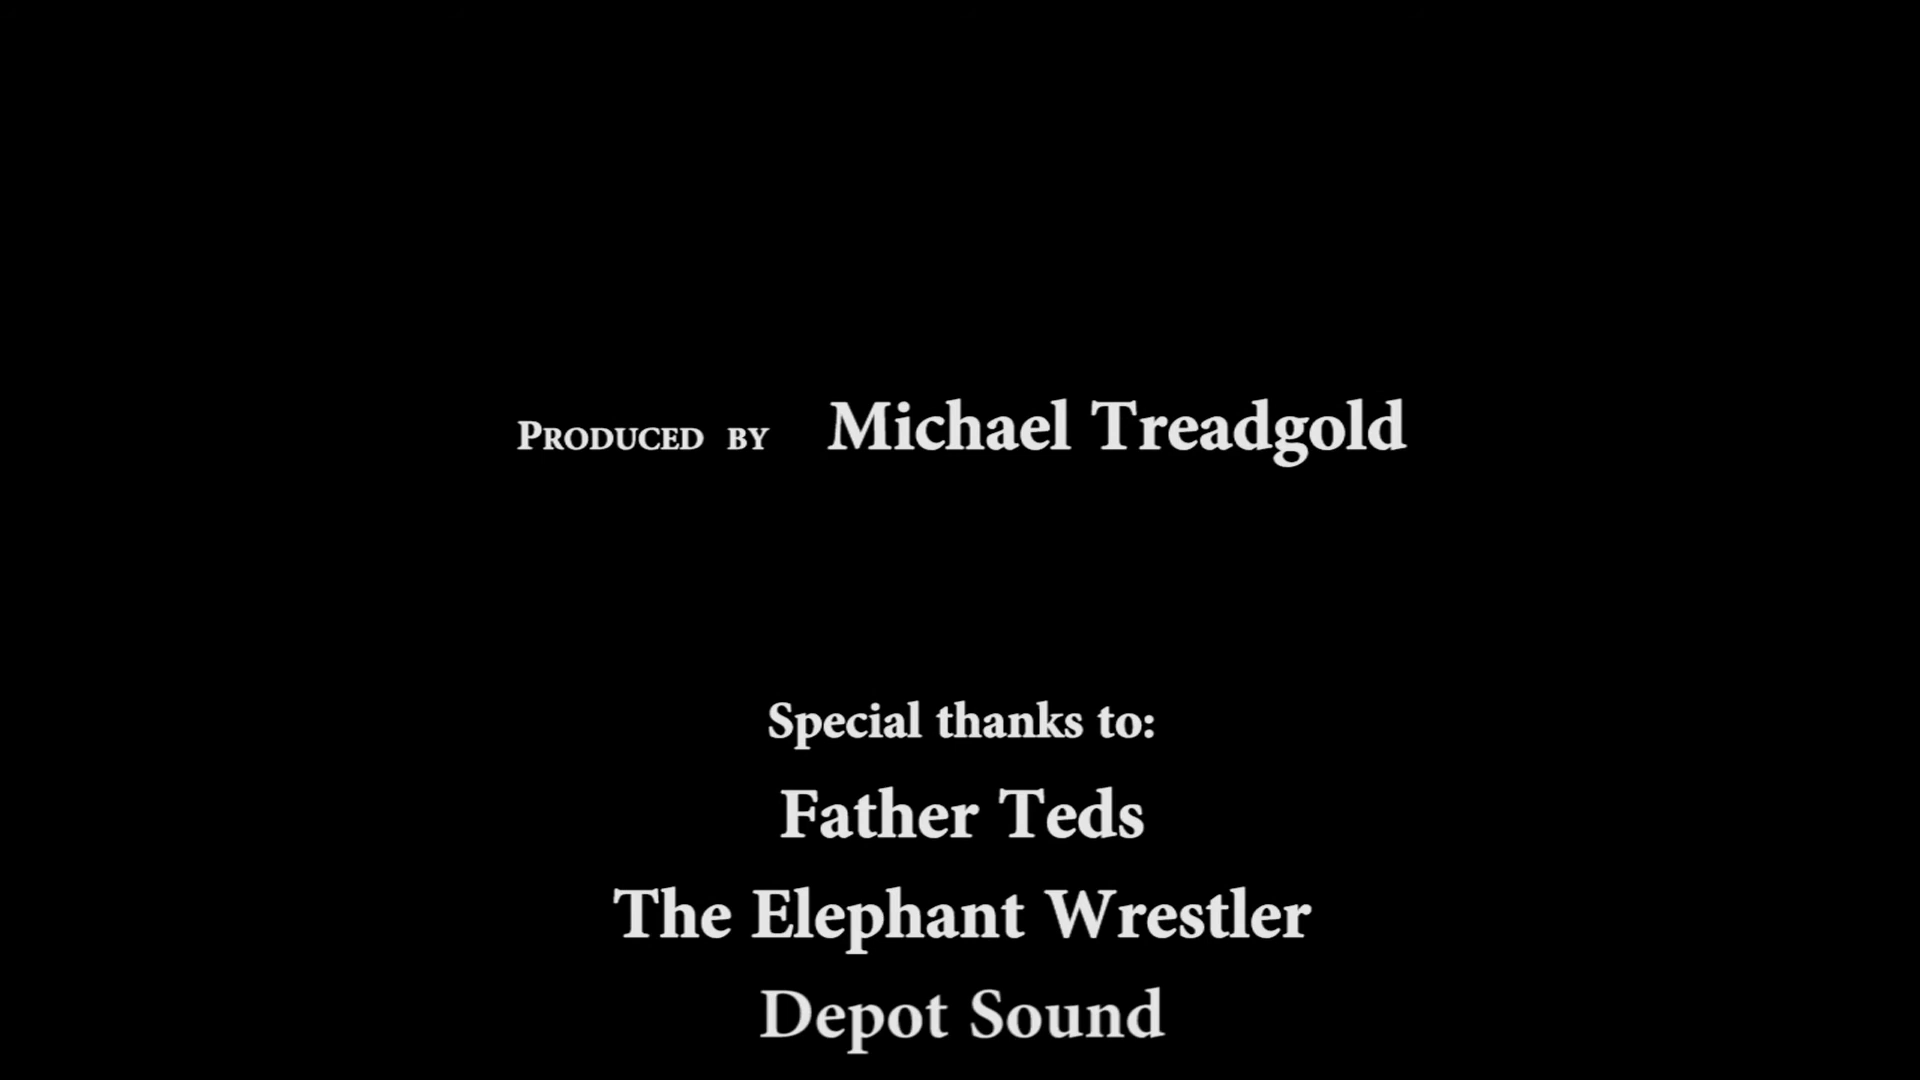 Produced by Michael Treadgold
Special thanks to:
Father Teds
The Elephant Wrestler
Depot Sound